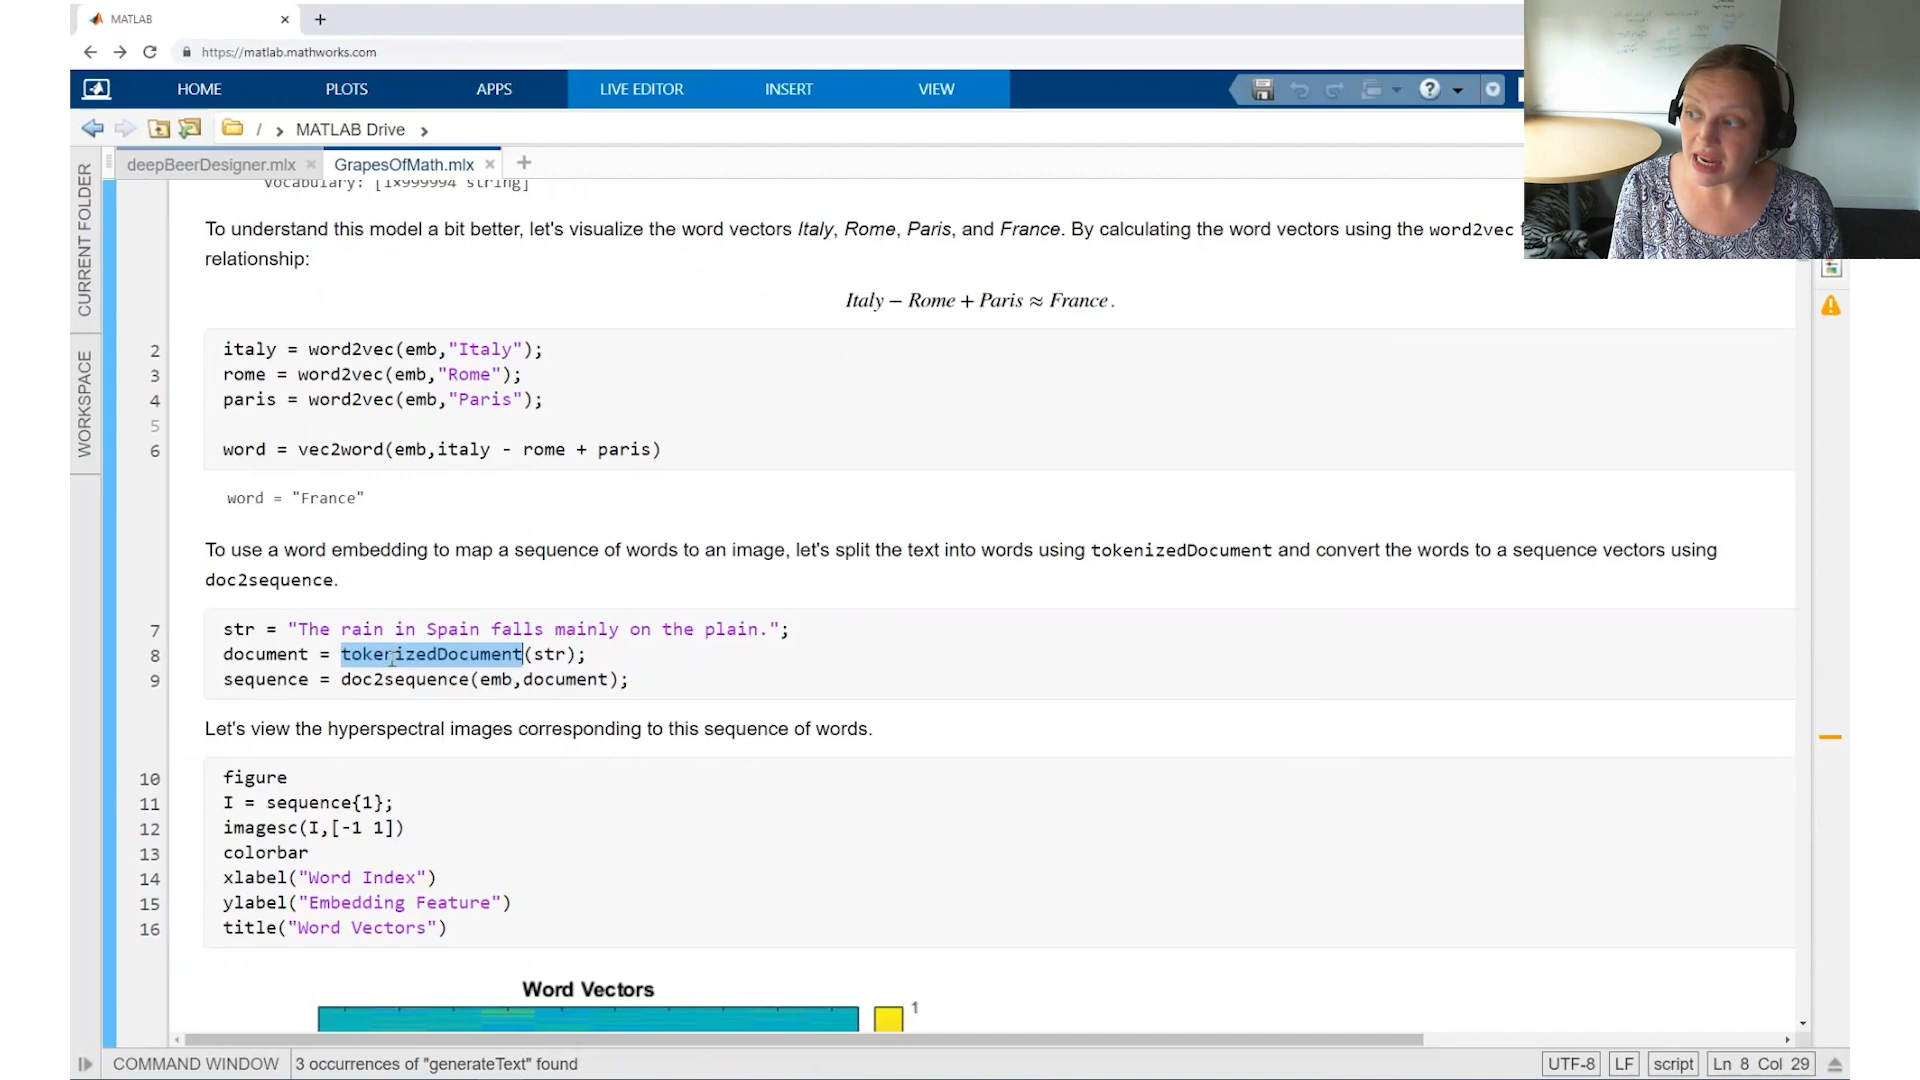 MATLAB
https://matlab.mathworks.com
HOME PLOTS APPS LIVE EDITOR INSERT VIEW
/ MATLAB Drive
deepBeerDesigner.mlx GrapesOfMath.mlx
CURRENT FOLDER
WORKSPACE
Vocabulary: [1×999994 string]
To understand this model a bit better, let's visualize the word vectors Italy, Rome, Paris, and France. By calculating the word vectors using the word2vec
relationship:
Italy − Rome + Paris ≈ France.
2 italy = word2vec(emb,"Italy");
3 rome = word2vec(emb,"Rome");
4 paris = word2vec(emb,"Paris");
5
6 word = vec2word(emb,italy - rome + paris)
word = "France"
To use a word embedding to map a sequence of words to an image, let's split the text into words using tokenizedDocument and convert the words to a sequence vectors using
doc2sequence.
7 str = "The rain in Spain falls mainly on the plain.";
8 document = tokenizedDocument(str);
9 sequence = doc2sequence(emb,document);
Let's view the hyperspectral images corresponding to this sequence of words.
10 figure
11 I = sequence{1};
12 imagesc(I,[-1 1])
13 colorbar
14 xlabel("Word Index")
15 ylabel("Embedding Feature")
16 title("Word Vectors")
Word Vectors
1
COMMAND WINDOW 3 occurrences of "generateText" found UTF-8 LF script Ln 8 Col 29